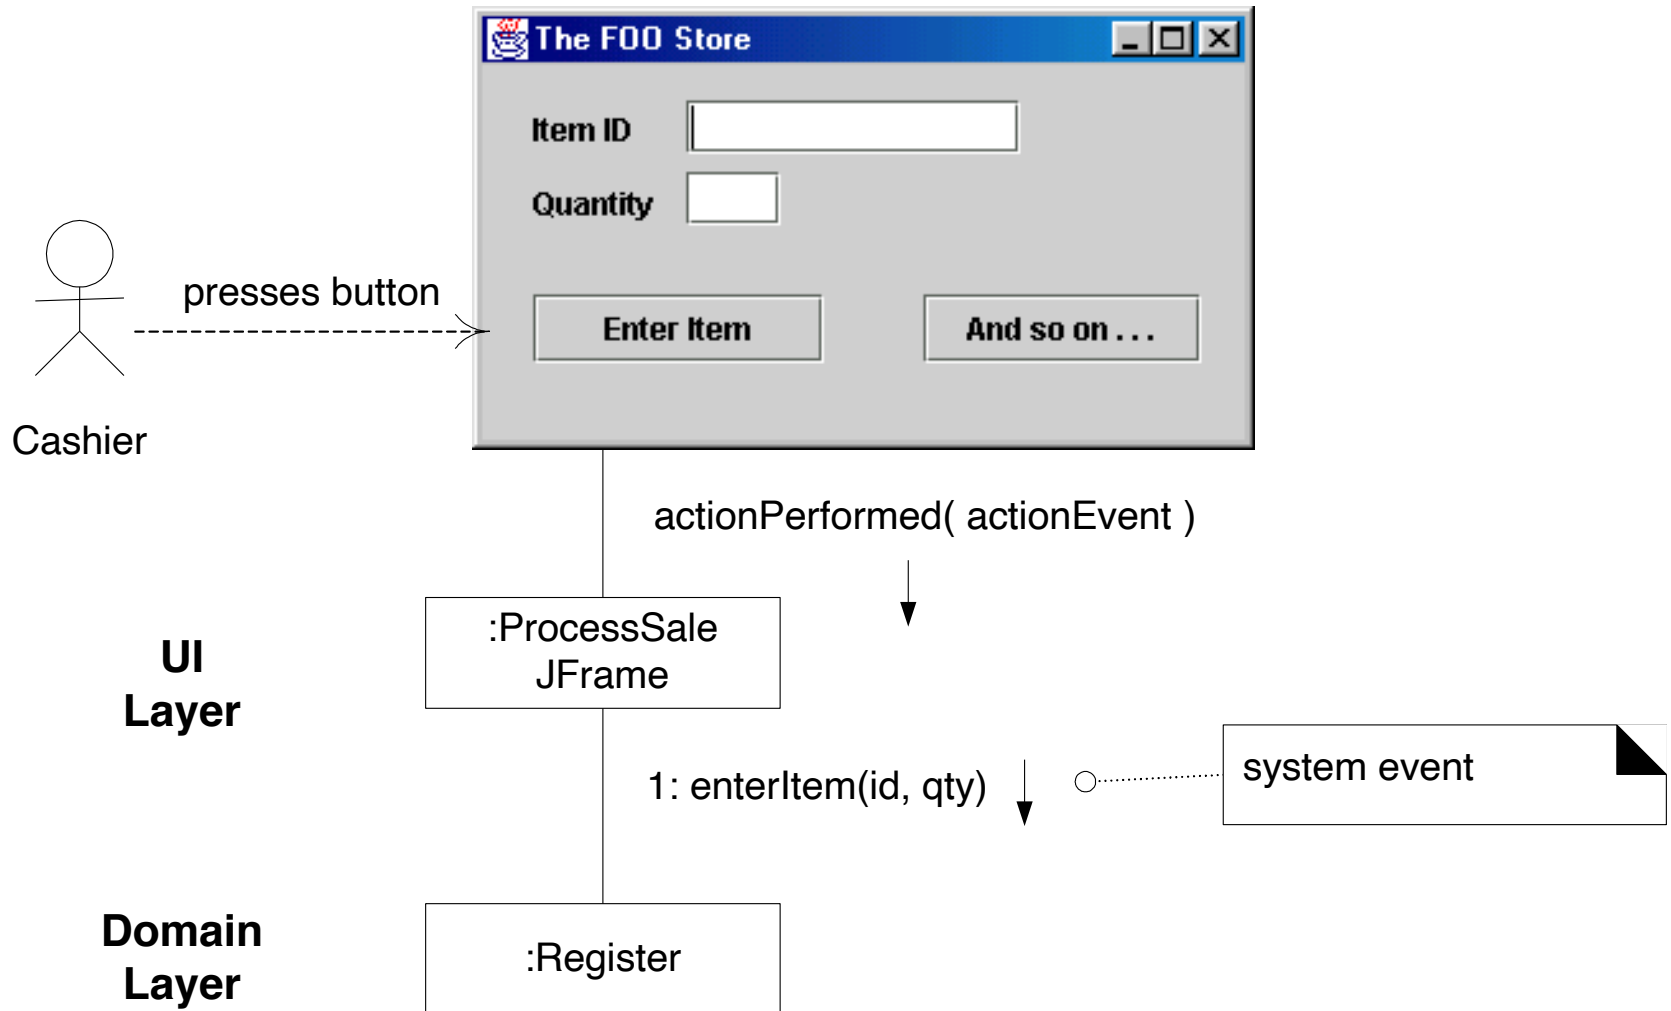 The FOO Store
Item ID
Quantity
presses button
Enter Item
And so on . . .
Cashier
actionPerformed( actionEvent )
:ProcessSale
JFrame
UI
Layer
system event
1: enterItem(id, qty)
Domain
Layer
:Register